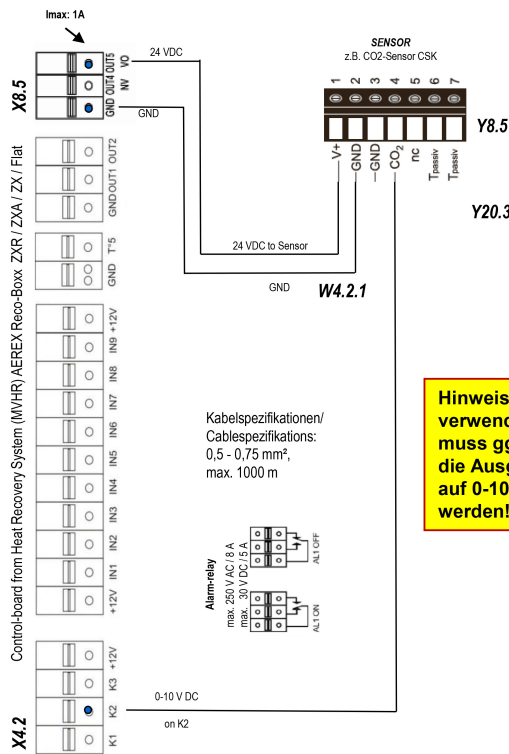 Imax: 1A
X8.5
OUT5
VO
OUT4
NV
GND
24 VDC
GND
SENSOR
z.B. CO2-Sensor CSK
1
2
3
4
5
6
7
Y8.5
V+
GND
–GND
CO2
nc
Tpassiv
Tpassiv
Y20.3
24 VDC to Sensor
GND
W4.2.1
Control-board from Heat Recovery System (MVHR) AEREX Reco-Boxx ZXR / ZXA / ZX / Flat
OUT2
OUT1
GND
T°5
GND
+12V
IN9
IN8
IN7
IN6
IN5
IN4
IN3
IN2
IN1
+12V
Kabelspezifikationen/
Cablespecifikations:
0,5 - 0,75 mm²,
max. 1000 m
Hinweis
verwend
muss gg
die Ausg
auf 0-10
werden!
Alarm-relay
max. 250 V AC / 8 A
max. 30 V DC / 5 A
AL1 OFF
AL1 ON
X4.2
+12V
K3
K2
K1
0-10 V DC
on K2